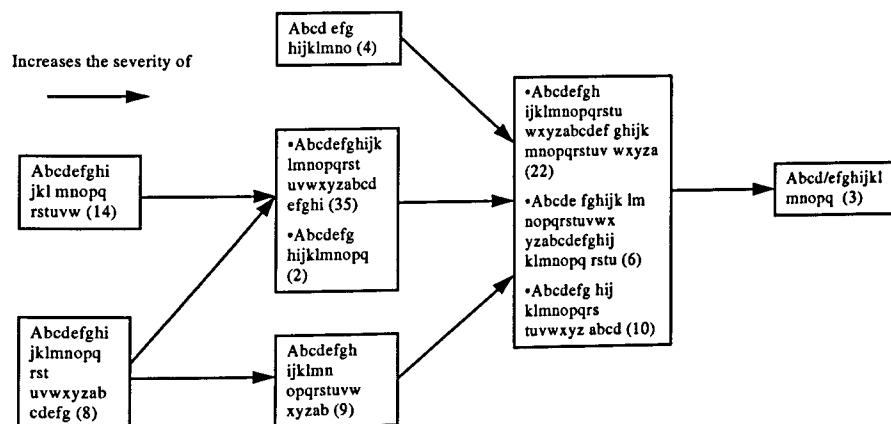 Abcd efg
hijklmno (4)
Increases the severity of
Abcdefghi
jkl mnopq
rstuvw (14)
•Abcdefghijk
lmnopqrst
uvwxyzabcd
efghi (35)
•Abcdefg
hijklmnopq
(2)
•Abcdefgh
ijklmnopqrstu
wxyzabcdef ghijk
mnopqrstuv wxyza
(22)
•Abcde fghijk lm
nopqrstuvwx
yzabcdefghij
klmnopq rstu (6)
•Abcdefg hij
klmnopqrs
tuvwxyz abcd (10)
Abcd/efghijkl
mnopq (3)
Abcdefghi
jklmnopq
rst
uvwxyzab
cdefg (8)
Abcdefgh
ijklmn
opqrstuvw
xyzab (9)